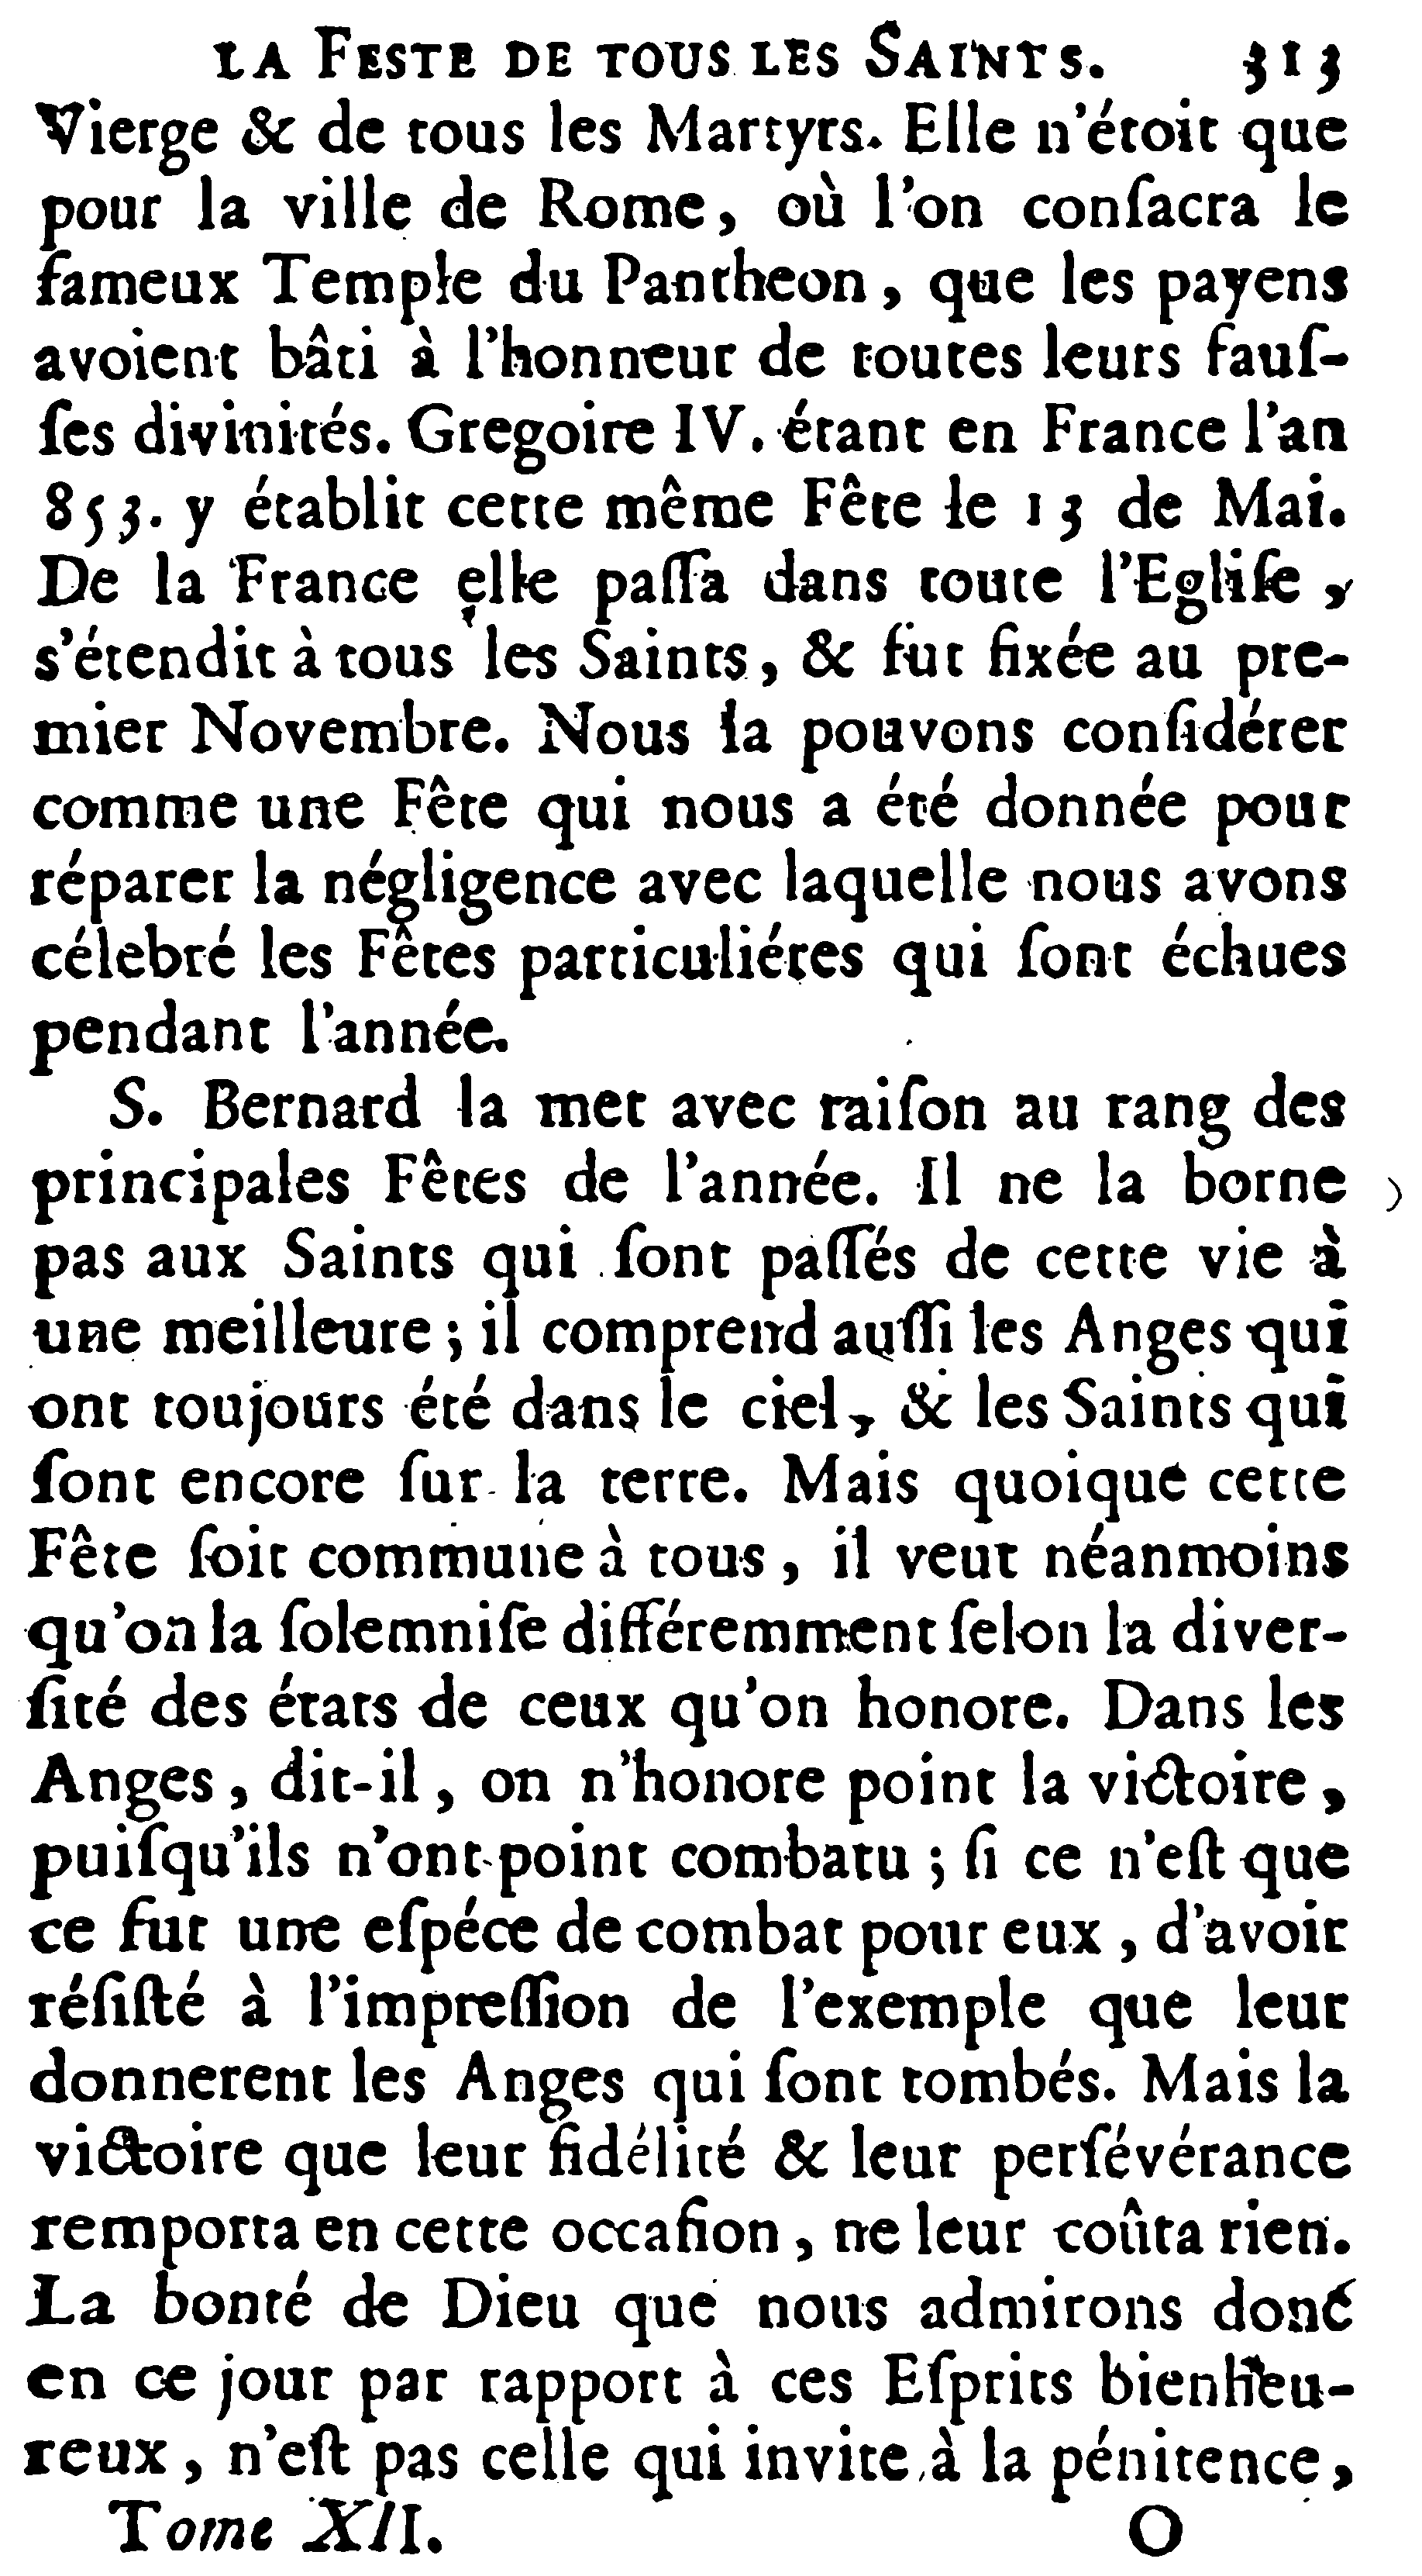 LA FESTE DE TOUS LES SAINTS. 313
Vierge & de tous les Martyrs. Elle n'étoit que
pour la ville de Rome, où l'on conſacra le
fameux Temple du Pantheon, que les payens
avoient bâti à l'honneur de toutes leurs fauſ-
ſes divinités. Gregoire IV. étant en France l'an
853. y établit cette même Fête le 13 de Mai.
De la France elle paſſa dans toute l'Egliſe,
s'étendit à tous les Saints, & fut fixée au pre-
mier Novembre. Nous la pouvons conſidérer
comme une Fête qui nous a été donnée pour
réparer la négligence avec laquelle nous avons
célebré les Fêtes particuliéres qui ſont échues
pendant l'année.
S. Bernard la met avec raiſon au rang des
principales Fêtes de l'année. Il ne la borne
pas aux Saints qui ſont paſſés de cette vie à
une meilleure; il comprend auſſi les Anges qui
ont toujours été dans le ciel, & les Saints qui
ſont encore ſur la terre. Mais quoique cette
Fête ſoit commune à tous, il veut néanmoins
qu'on la ſolemniſe différemment ſelon la diver-
ſité des états de ceux qu'on honore. Dans les
Anges, dit-il, on n'honore point la victoire,
puiſqu'ils n'ont point combatu; ſi ce n'eſt que
ce fut une eſpéce de combat pour eux, d'avoir
réſiſté à l'impreſſion de l'exemple que leur
donnerent les Anges qui ſont tombés. Mais la
victoire que leur fidélité & leur perſévérance
remporta en cette occaſion, ne leur coûta rien.
La bonté de Dieu que nous admirons donc
en ce jour par rapport à ces Eſprits bienheu-
reux, n'eſt pas celle qui invite à la pénitence,
Tome XII. O